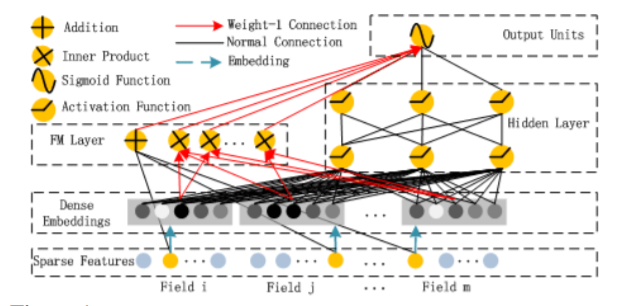 Addition
Inner Product
Sigmoid Function
Activation Function
Weight-1 Connection
Normal Connection
Embedding
Output Units
Hidden Layer
FM Layer
. . .
Dense
Embeddings
...
Sparse Features
...
...
...
...
Field i
Field j
...
Field m